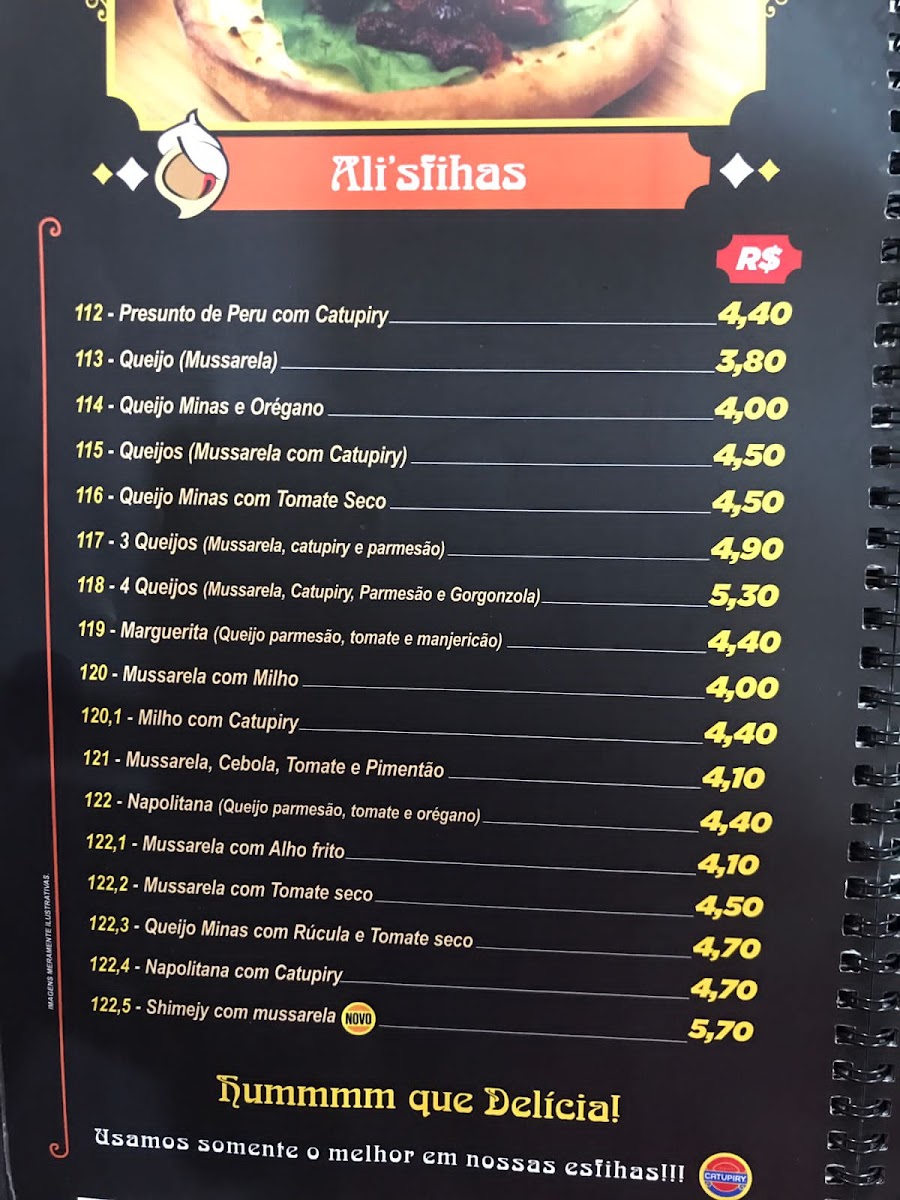 Ali'sfihas
R$
112 - Presunto de Peru com Catupiry 4,40
113 - Queijo (Mussarela) 3,80
114 - Queijo Minas e Orégano 4,00
115 - Queijos (Mussarela com Catupiry) 4,50
116 - Queijo Minas com Tomate Seco 4,50
117 - 3 Queijos (Mussarela, catupiry e parmesão) 4,90
118 - 4 Queijos (Mussarela, Catupiry, Parmesão e Gorgonzola) 5,30
119 - Marguerita (Queijo parmesão, tomate e manjericão) 4,40
120 - Mussarela com Milho 4,00
120,1 - Milho com Catupiry 4,40
121 - Mussarela, Cebola, Tomate e Pimentão 4,10
122 - Napolitana (Queijo parmesão, tomate e orégano) 4,40
122,1 - Mussarela com Alho frito 4,10
122,2 - Mussarela com Tomate seco 4,50
122,3 - Queijo Minas com Rúcula e Tomate seco 4,70
122,4 - Napolitana com Catupiry 4,70
122,5 - Shimejy com mussarela NOVO 5,70
IMAGENS MERAMENTE ILUSTRATIVAS.
Hummmm que Delícia!
Usamos somente o melhor em nossas esfihas!!!
CATUPIRY